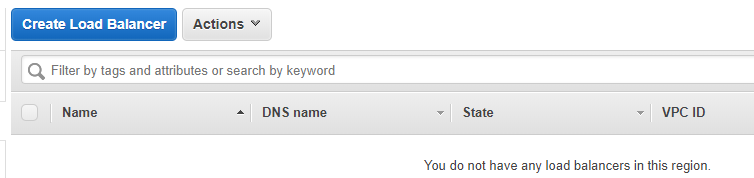 Create Load Balancer Actions
Filter by tags and attributes or search by keyword
Name DNS name State VPC ID
You do not have any load balancers in this region.